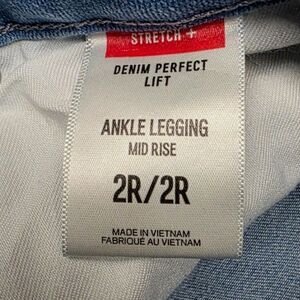 STRETCH +
DENIM PERFECT
LIFT
ANKLE LEGGING
MID RISE
2R/2R
MADE IN VIETNAM
FABRIQUÉ AU VIETNAM